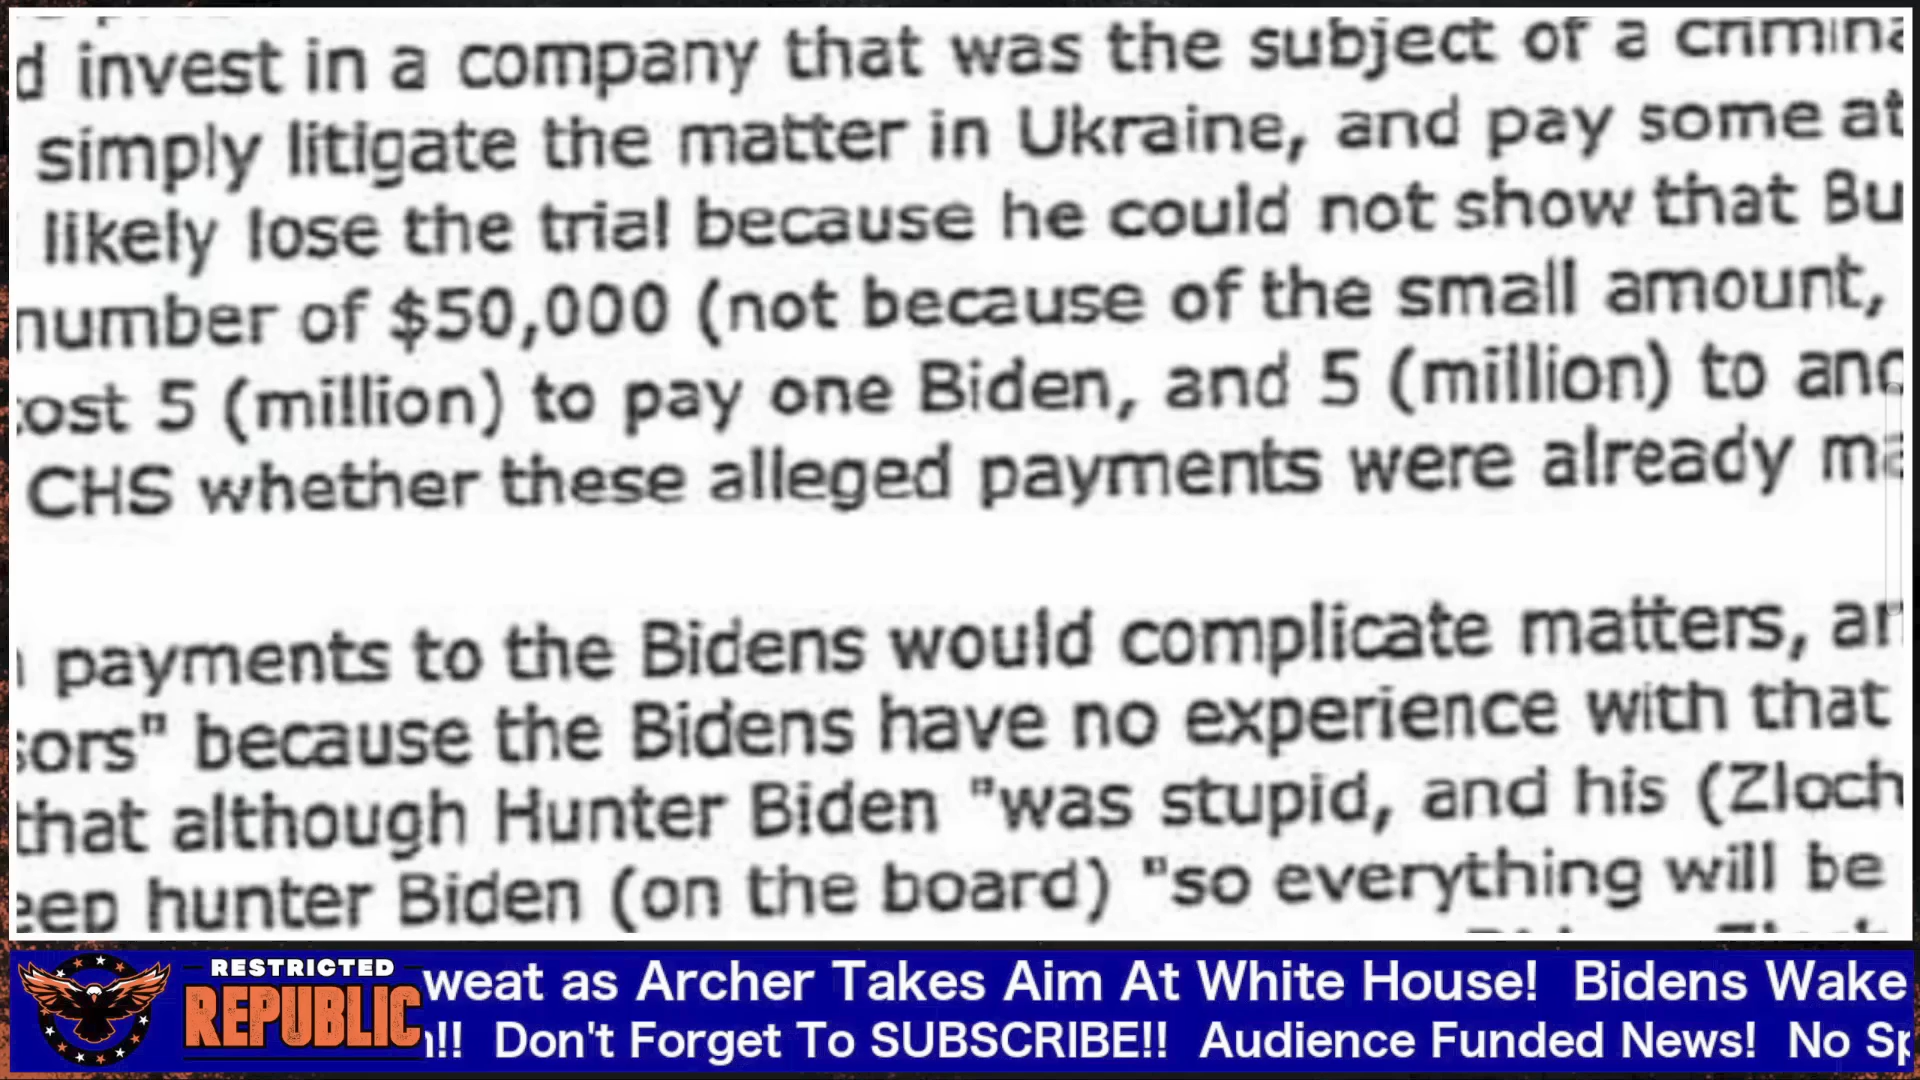 d invest in a company that was the subject of a crimina
simply litigate the matter in Ukraine, and pay some at
likely lose the trial because he could not show that Bu
number of $50,000 (not because of the small amount,
cost 5 (million) to pay one Biden, and 5 (million) to ano
CHS whether these alleged payments were already ma
payments to the Bidens would complicate matters, an
sors" because the Bidens have no experience with that
that although Hunter Biden "was stupid, and his (Zloch
eep hunter Biden (on the board) "so everything will be
RESTRICTED
REPUBLIC
weat as Archer Takes Aim At White House! Bidens Wake
n!! Don't Forget To SUBSCRIBE!! Audience Funded News! No Sp